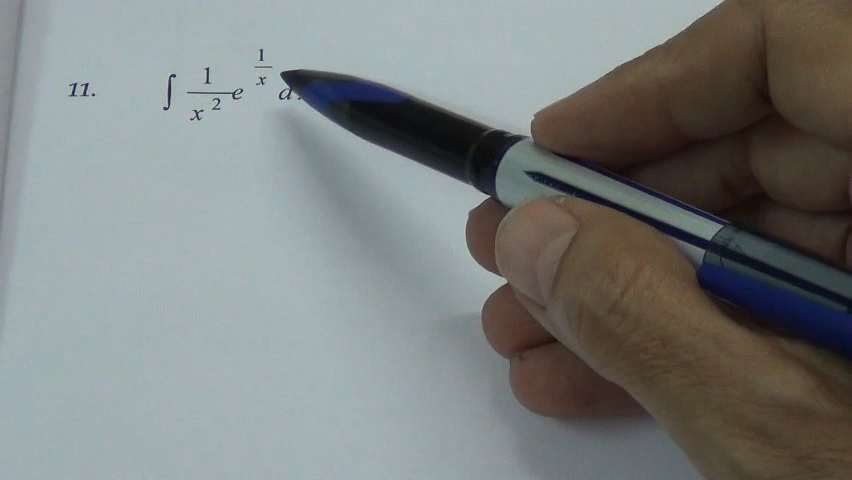 11. ∫ 1/x² e^(1/x) d